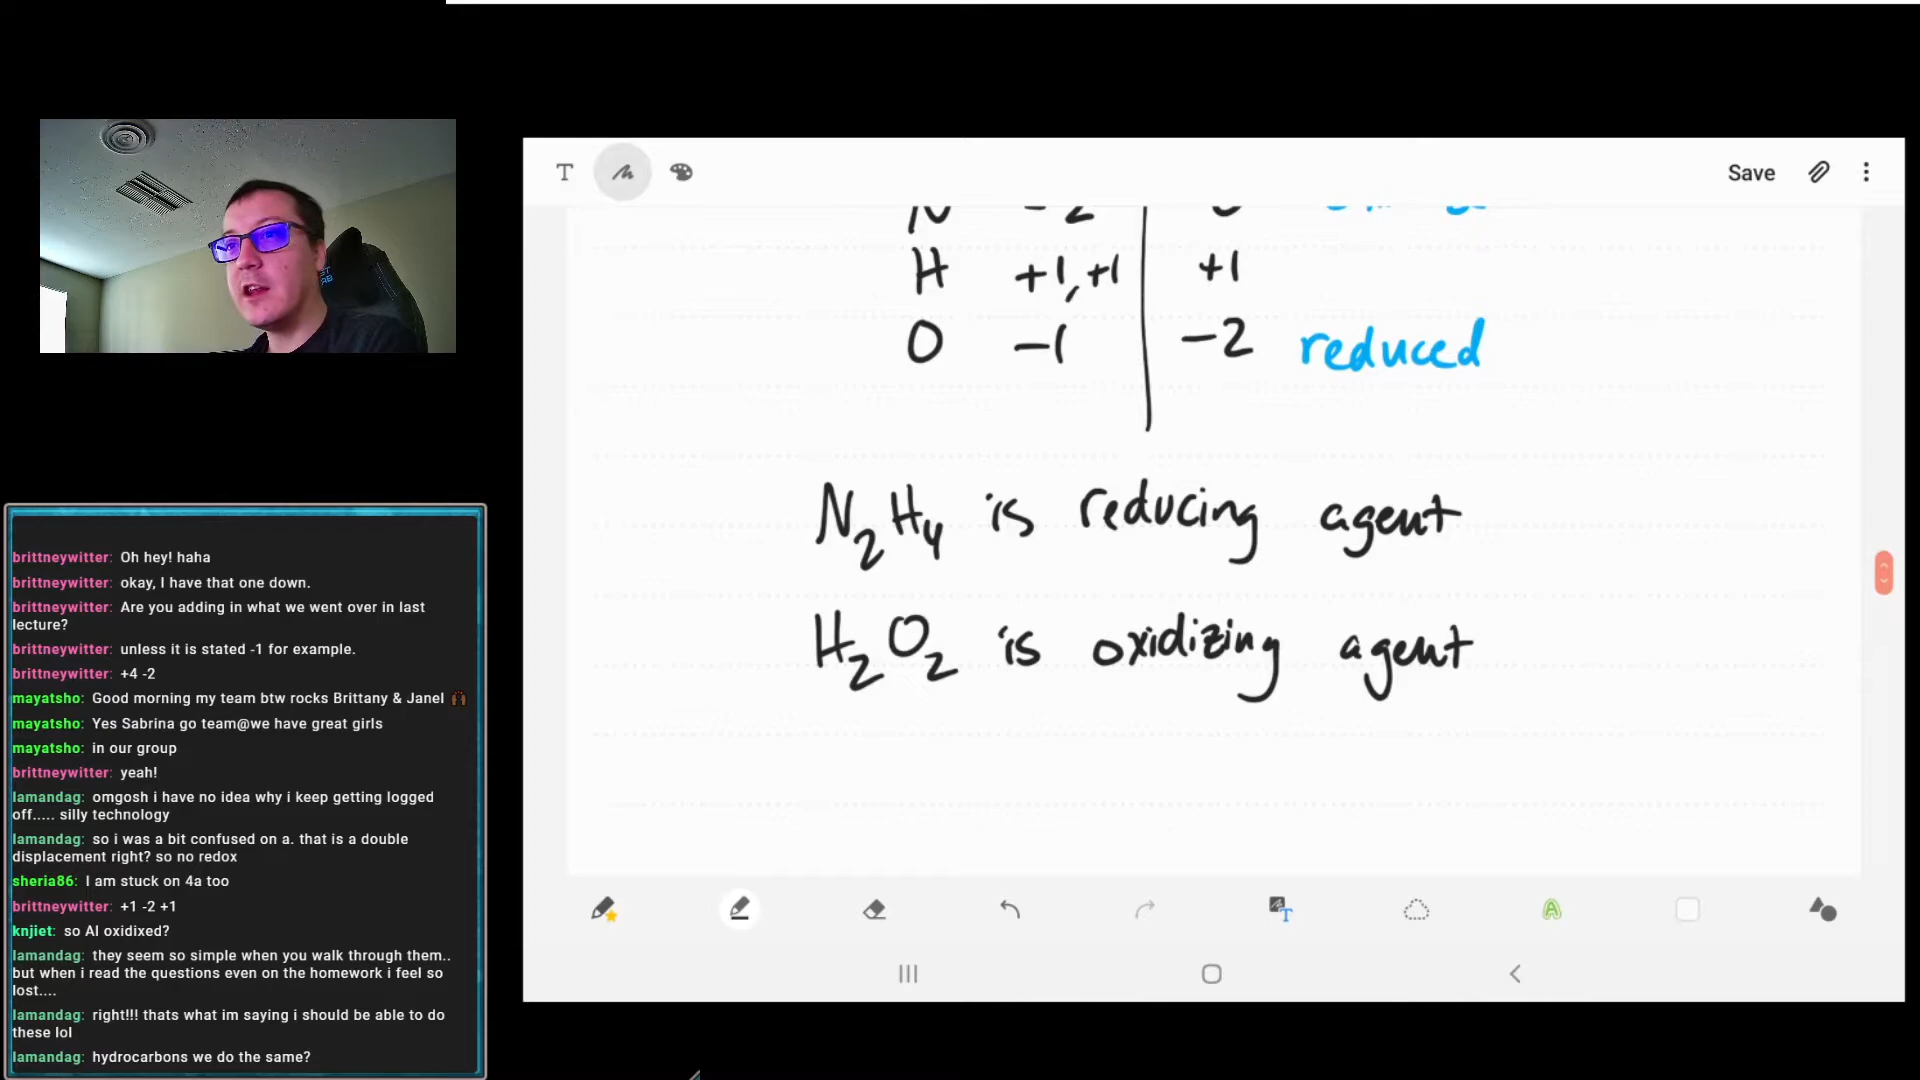 Save
N -2
H +1,+1 +1
O -1 -2 reduced
N2H4 is reducing agent
H2O2 is oxidizing agent
brittneywitter: Oh hey! haha
brittneywitter: okay, I have that one down.
brittneywitter: Are you adding in what we went over in last
lecture?
brittneywitter: unless it is stated -1 for example.
brittneywitter: +4 -2
mayatsho: Good morning my team btw rocks Brittany & Janel
mayatsho: Yes Sabrina go team@we have great girls
mayatsho: in our group
brittneywitter: yeah!
lamandag: omgosh i have no idea why i keep getting logged
off..... silly technology
lamandag: so i was a bit confused on a. that is a double
displacement right? so no redox
sheria86: I am stuck on 4a too
brittneywitter: +1 -2 +1
knjiet: so Al oxidixed?
lamandag: they seem so simple when you walk through them..
but when i read the questions even on the homework i feel so
lost....
lamandag: right!!! thats what im saying i should be able to do
these lol
lamandag: hydrocarbons we do the same?